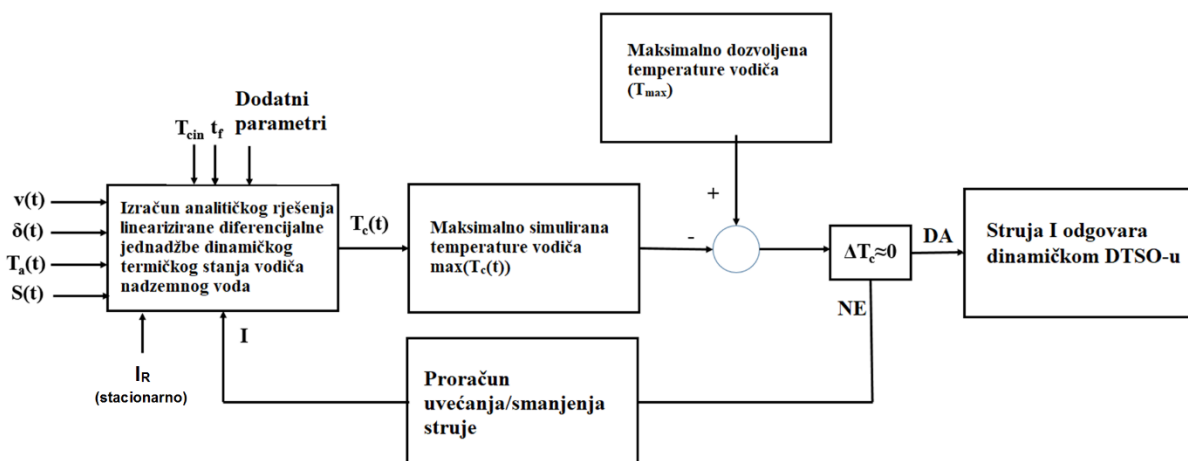 Maksimalno dozvoljena
temperature vodiča
(Tmax)
Dodatni
parametri
Tcin tf
v(t)
δ(t)
Ta(t)
S(t)
Izračun analitičkog rješenja
linearizirane diferencijalne
jednadžbe dinamičkog
termičkog stanja vodiča
nadzemnog voda
Tc(t)
Maksimalno simulirana
temperature vodiča
max(Tc(t))
+
-
ΔTc≈0
DA
NE
Struja I odgovara
dinamičkom DTSO-u
I
IR
(stacionarno)
Proračun
uvećanja/smanjenja
struje